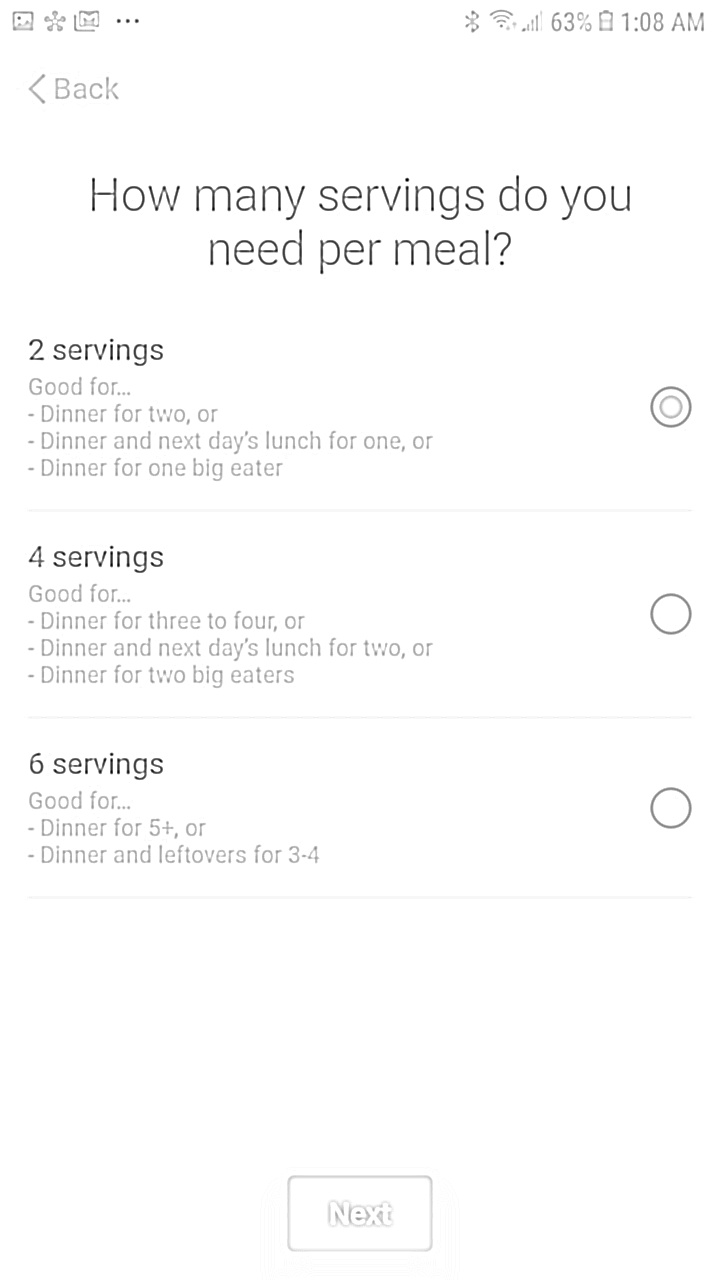 63% 1:08 AM
Back
How many servings do you
need per meal?
2 servings
Good for...
- Dinner for two, or
- Dinner and next day's lunch for one, or
- Dinner for one big eater
4 servings
Good for...
- Dinner for three to four, or
- Dinner and next day's lunch for two, or
- Dinner for two big eaters
6 servings
Good for...
- Dinner for 5+, or
- Dinner and leftovers for 3-4
Next